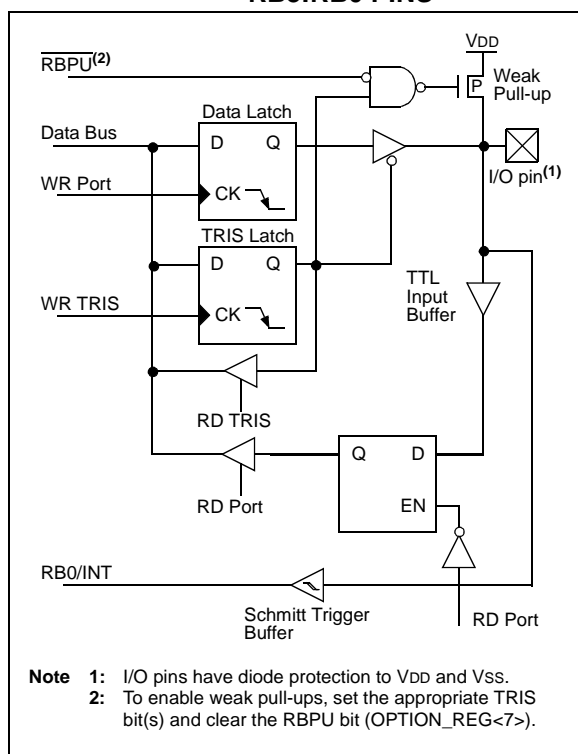 PINS
RBPU(2)
VDD
Weak
Pull-up
P
Data Latch
Data Bus
D Q
WR Port
CK
I/O pin(1)
TRIS Latch
D Q
WR TRIS
CK
TTL
Input
Buffer
RD TRIS
Q D
RD Port
EN
RB0/INT
Schmitt Trigger
Buffer
RD Port
Note 1: I/O pins have diode protection to VDD and VSS.
2: To enable weak pull-ups, set the appropriate TRIS
bit(s) and clear the RBPU bit (OPTION_REG<7>).